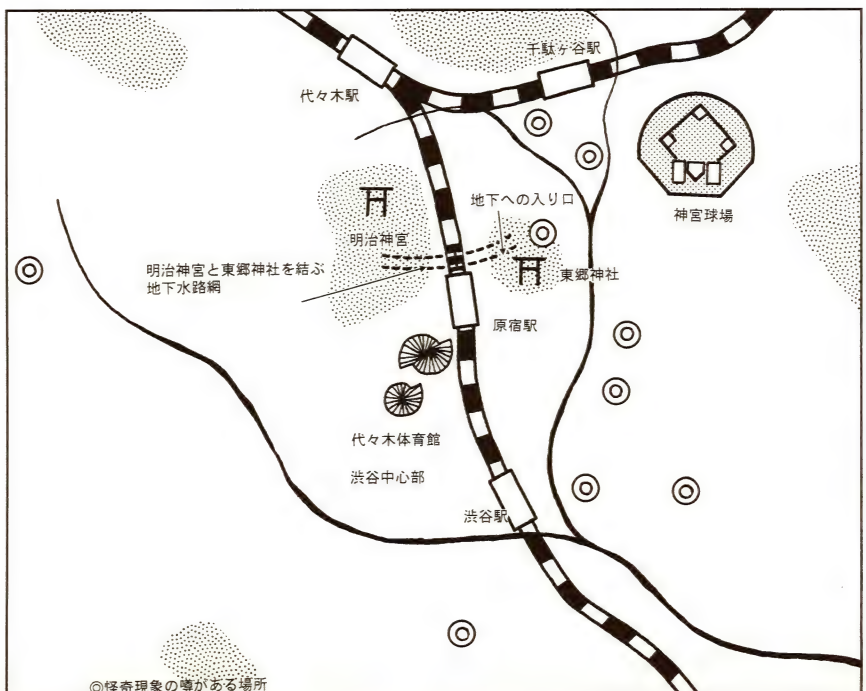 千駄ヶ谷駅
代々木駅
神宮球場
地下への入り口
明治神宮
東郷神社
明治神宮と東郷神社を結ぶ
地下水路網
原宿駅
代々木体育館
渋谷中心部
渋谷駅
◎怪奇現象の噂がある場所